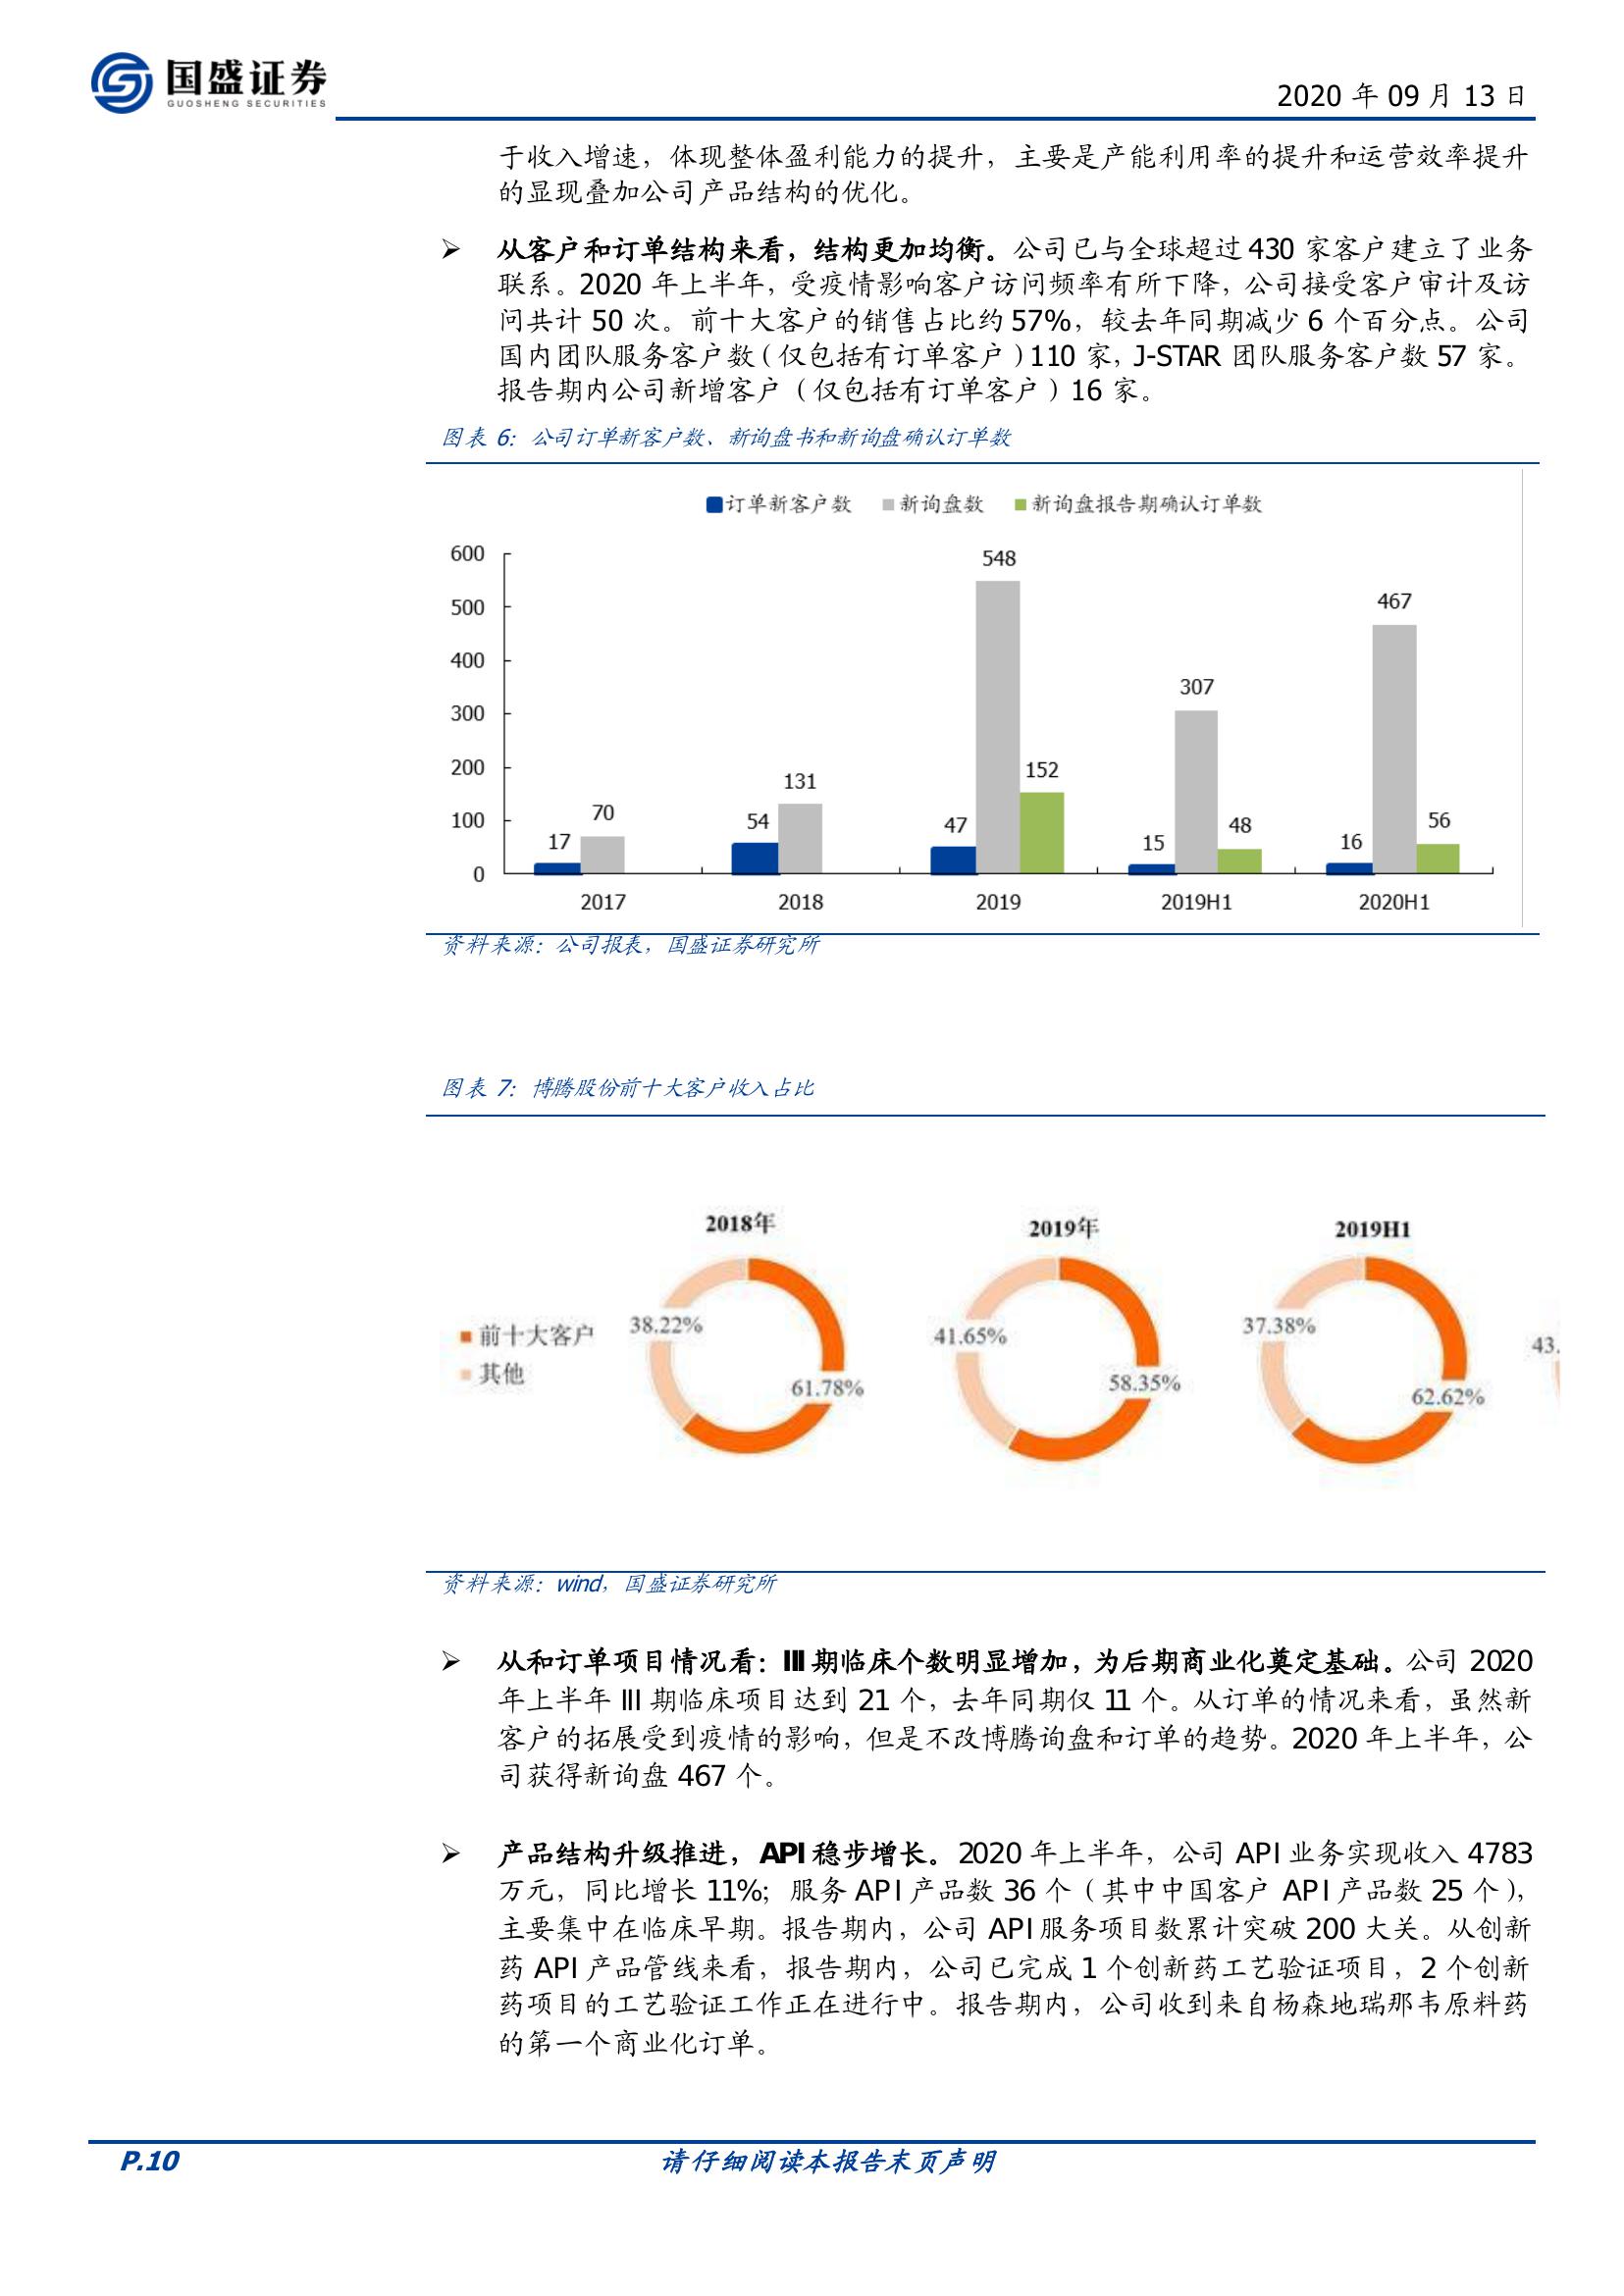 国盛证券
GUOSHENG SECURITIES
2020 年 09 月 13 日
于收入增速，体现整体盈利能力的提升，主要是产能利用率的提升和运营效率提升
的显现叠加公司产品结构的优化。
➢ 从客户和订单结构来看，结构更加均衡。公司已与全球超过 430 家客户建立了业务
联系。2020 年上半年，受疫情影响客户访问频率有所下降，公司接受客户审计及访
问共计 50 次。前十大客户的销售占比约 57%，较去年同期减少 6 个百分点。公司
国内团队服务客户数（仅包括有订单客户）110 家，J-STAR 团队服务客户数 57 家。
报告期内公司新增客户（仅包括有订单客户）16 家。
图表 6：公司订单新客户数、新询盘书和新询盘确认订单数
订单新客户数 新询盘数 新询盘报告期确认订单数
600
500
400
300
200
100
0
17 70
54 131
47 548 152
15 307 48
16 467 56
2017 2018 2019 2019H1 2020H1
资料来源：公司报表，国盛证券研究所
图表 7：博腾股份前十大客户收入占比
2018年 2019年 2019H1
前十大客户
其他
38.22% 61.78%
41.65% 58.35%
37.38% 62.62%
43.
资料来源：wind，国盛证券研究所
➢ 从和订单项目情况看：III 期临床个数明显增加，为后期商业化奠定基础。公司 2020
年上半年 III 期临床项目达到 21 个，去年同期仅 11 个。从订单的情况来看，虽然新
客户的拓展受到疫情的影响，但是不改博腾询盘和订单的趋势。2020 年上半年，公
司获得新询盘 467 个。
➢ 产品结构升级推进，API 稳步增长。2020 年上半年，公司 API 业务实现收入 4783
万元，同比增长 11%；服务 API 产品数 36 个（其中中国客户 API 产品数 25 个），
主要集中在临床早期。报告期内，公司 API 服务项目数累计突破 200 大关。从创新
药 API 产品管线来看，报告期内，公司已完成 1 个创新药工艺验证项目，2 个创新
药项目的工艺验证工作正在进行中。报告期内，公司收到来自杨森地瑞那韦原料药
的第一个商业化订单。
P.10 请仔细阅读本报告末页声明